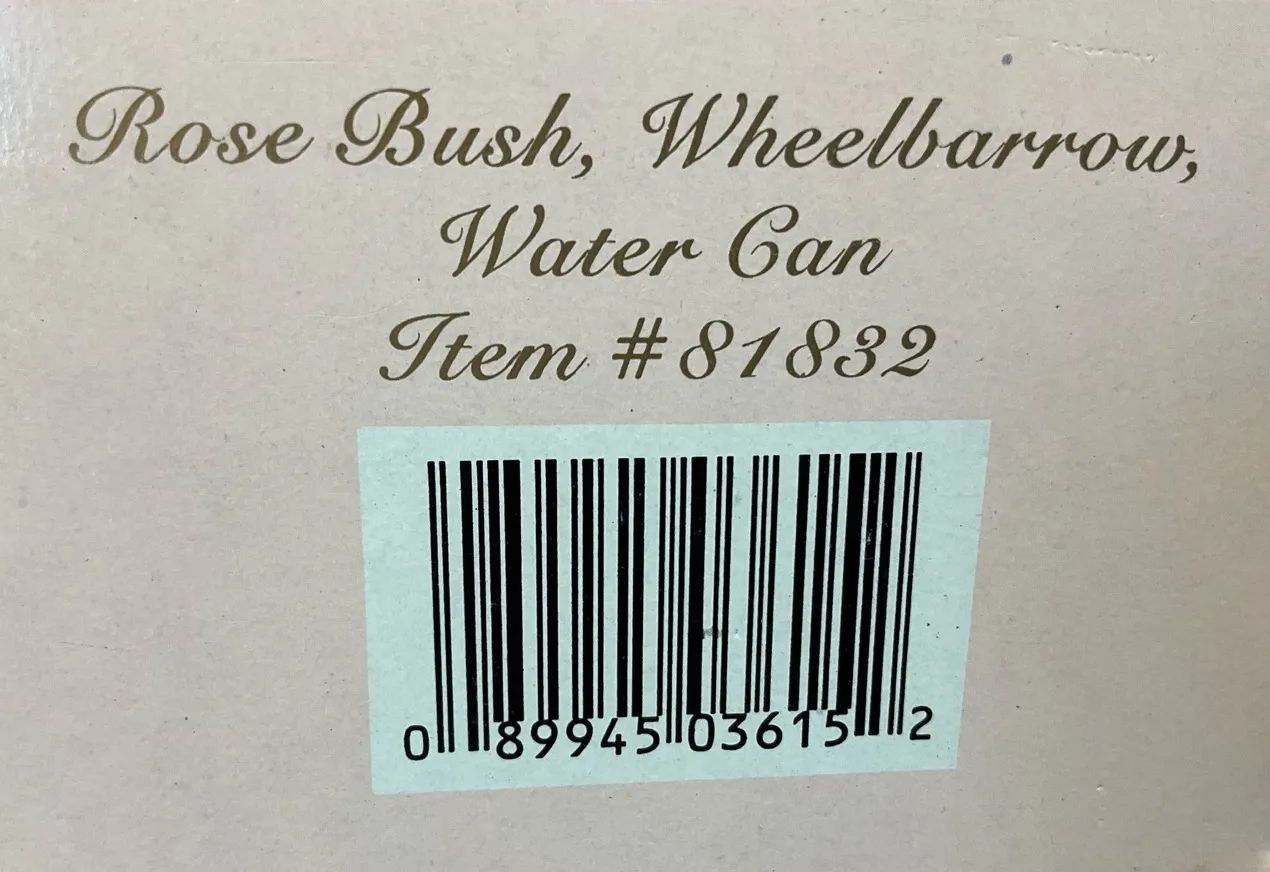 Rose Bush, Wheelbarrow,
Water Can
Item #81832
0 89945 03615 2